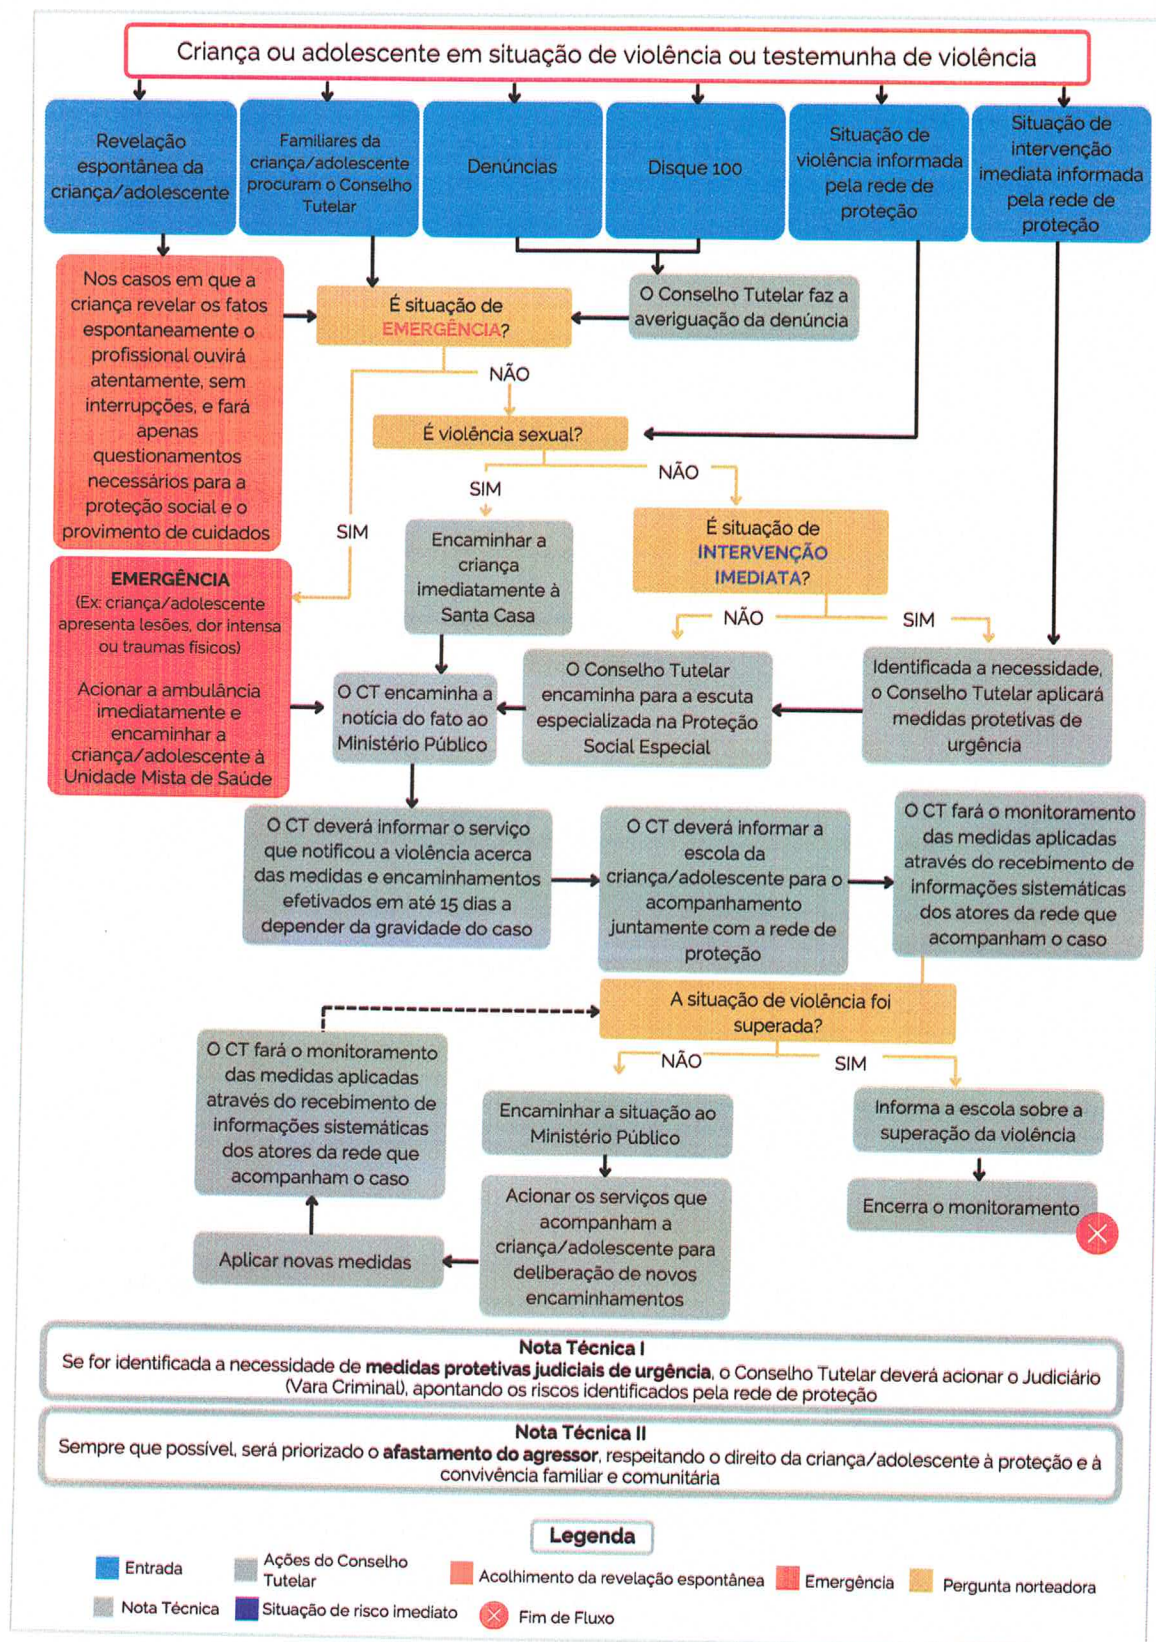 Criança ou adolescente em situação de violência ou testemunha de violência
Revelação
espontânea da
criança/adolescente
Familiares da
criança/adolescente
procuram o Conselho
Tutelar
Denúncias
Disque 100
Situação de
violência informada
pela rede de
proteção
Situação de
intervenção
imediata informada
pela rede de
proteção
Nos casos em que a
criança revelar os fatos
espontaneamente o
profissional ouvirá
atentamente, sem
interrupções, e fará
apenas
questionamentos
necessários para a
proteção social e o
provimento de cuidados
É situação de
EMERGÊNCIA?
O Conselho Tutelar faz a
averiguação da denúncia
NÃO
É violência sexual?
SIM
NÃO
SIM
Encaminhar a
criança
imediatamente à
Santa Casa
É situação de
INTERVENÇÃO
IMEDIATA?
NÃO
SIM
EMERGÊNCIA
(Ex: criança/adolescente
apresenta lesões, dor intensa
ou traumas físicos)
Acionar a ambulância
imediatamente e
encaminhar a
criança/adolescente à
Unidade Mista de Saúde
O CT encaminha a
notícia do fato ao
Ministério Público
O Conselho Tutelar
encaminha para a escuta
especializada na Proteção
Social Especial
Identificada a necessidade,
o Conselho Tutelar aplicará
medidas protetivas de
urgência
O CT deverá informar o serviço
que notificou a violência acerca
das medidas e encaminhamentos
efetivados em até 15 dias a
depender da gravidade do caso
O CT deverá informar a
escola da
criança/adolescente para o
acompanhamento
juntamente com a rede de
proteção
O CT fará o monitoramento
das medidas aplicadas
através do recebimento de
informações sistemáticas
dos atores da rede que
acompanham o caso
A situação de violência foi
superada?
NÃO
SIM
O CT fará o monitoramento
das medidas aplicadas
através do recebimento de
informações sistemáticas
dos atores da rede que
acompanham o caso
Encaminhar a situação ao
Ministério Público
Informa a escola sobre a
superação da violência
Acionar os serviços que
acompanham a
criança/adolescente para
deliberação de novos
encaminhamentos
Encerra o monitoramento
Aplicar novas medidas
Nota Técnica I
Se for identificada a necessidade de medidas protetivas judiciais de urgência, o Conselho Tutelar deverá acionar o Judiciário
(Vara Criminal), apontando os riscos identificados pela rede de proteção
Nota Técnica II
Sempre que possível, será priorizado o afastamento do agressor, respeitando o direito da criança/adolescente à proteção e à
convivência familiar e comunitária
Legenda
Entrada
Ações do Conselho
Tutelar
Acolhimento da revelação espontânea
Emergência
Pergunta norteadora
Nota Técnica
Situação de risco imediato
Fim de Fluxo